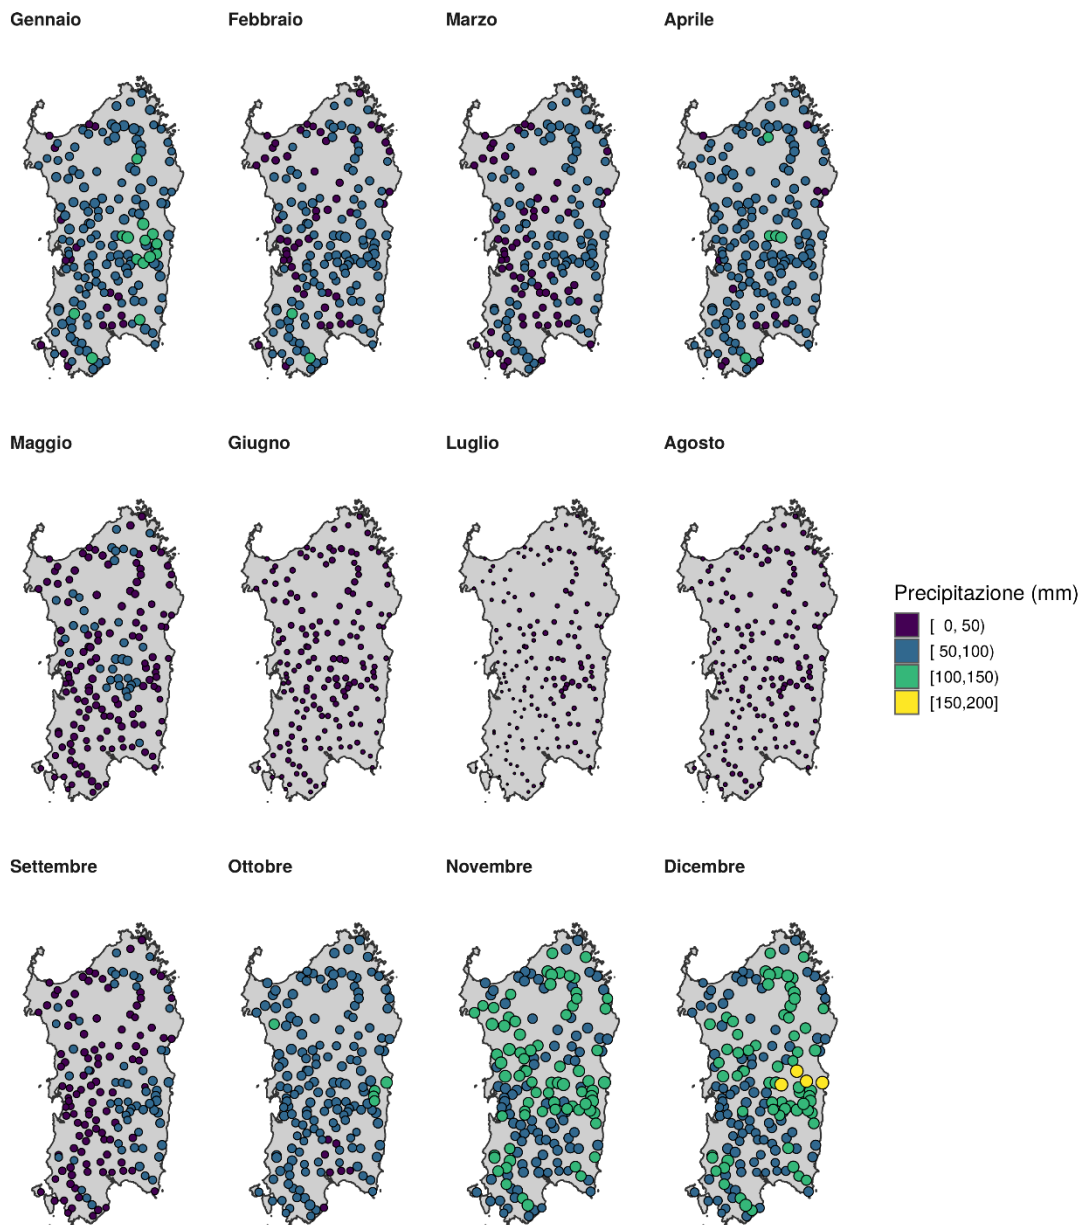 Gennaio
Febbraio
Marzo
Aprile
Maggio
Giugno
Luglio
Agosto
Precipitazione (mm)
[  0, 50)
[ 50,100)
[100,150)
[150,200]
Settembre
Ottobre
Novembre
Dicembre